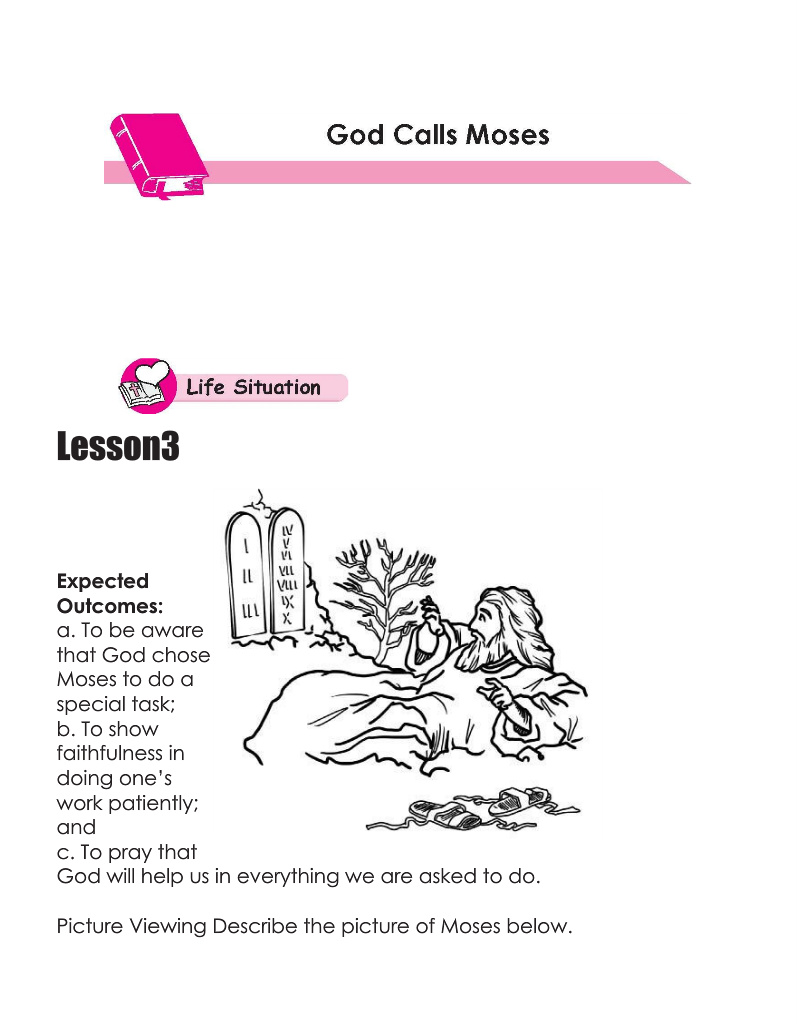 God Calls Moses
Life Situation
Lesson3
I
II
III
IV
V
VI
VII
VIII
IX
X
Expected
Outcomes:
a. To be aware
that God chose
Moses to do a
special task;
b. To show
faithfulness in
doing one's
work patiently;
and
c. To pray that
God will help us in everything we are asked to do.
Picture Viewing Describe the picture of Moses below.